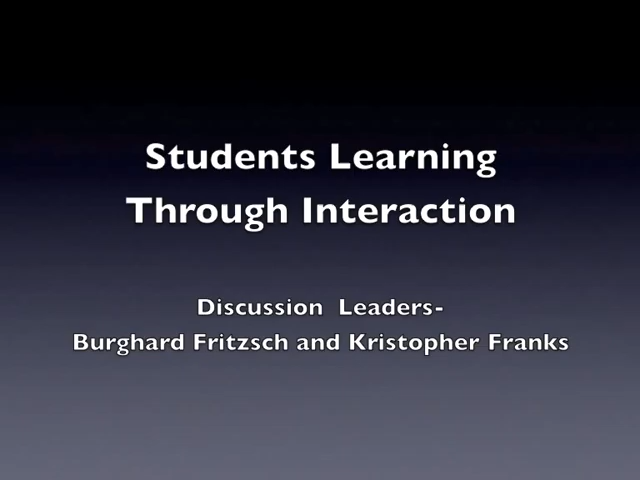 Students Learning
Through Interaction
Discussion  Leaders-
Burghard Fritzsch and Kristopher Franks